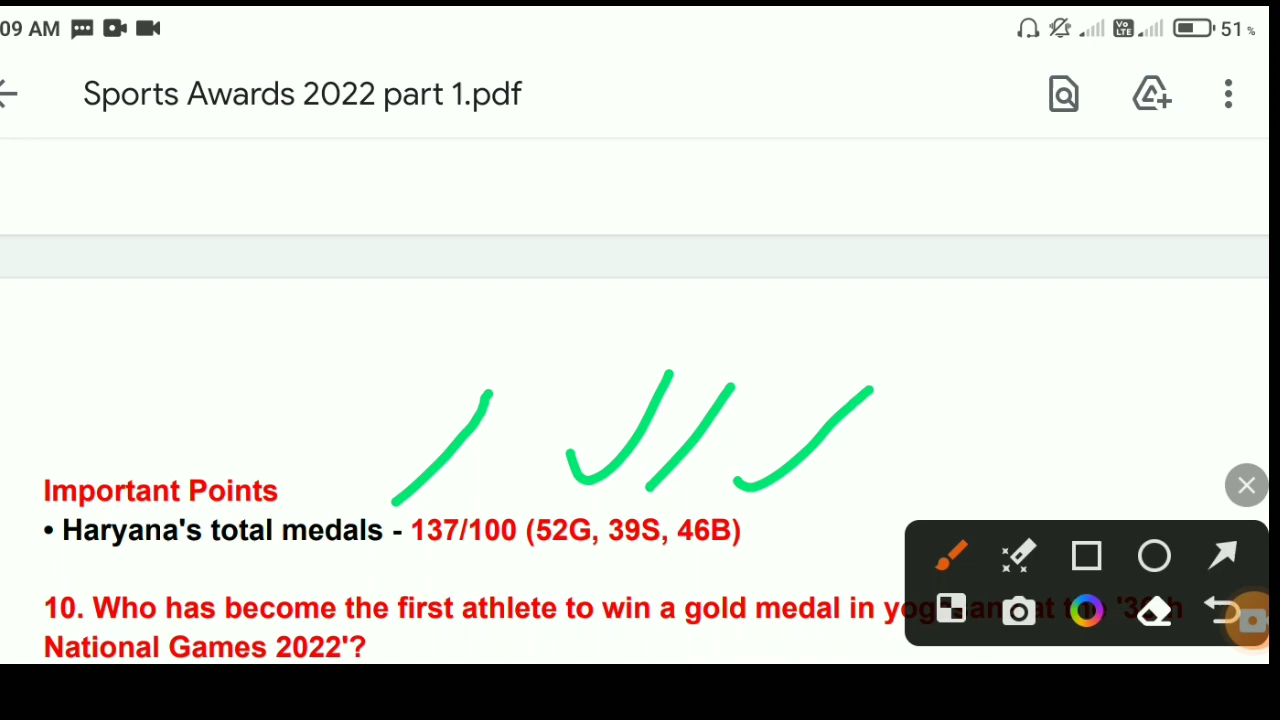 09 AM 51 %
Sports Awards 2022 part 1.pdf
Important Points
• Haryana's total medals - 137/100 (52G, 39S, 46B)
10. Who has become the first athlete to win a gold medal in
National Games 2022'?